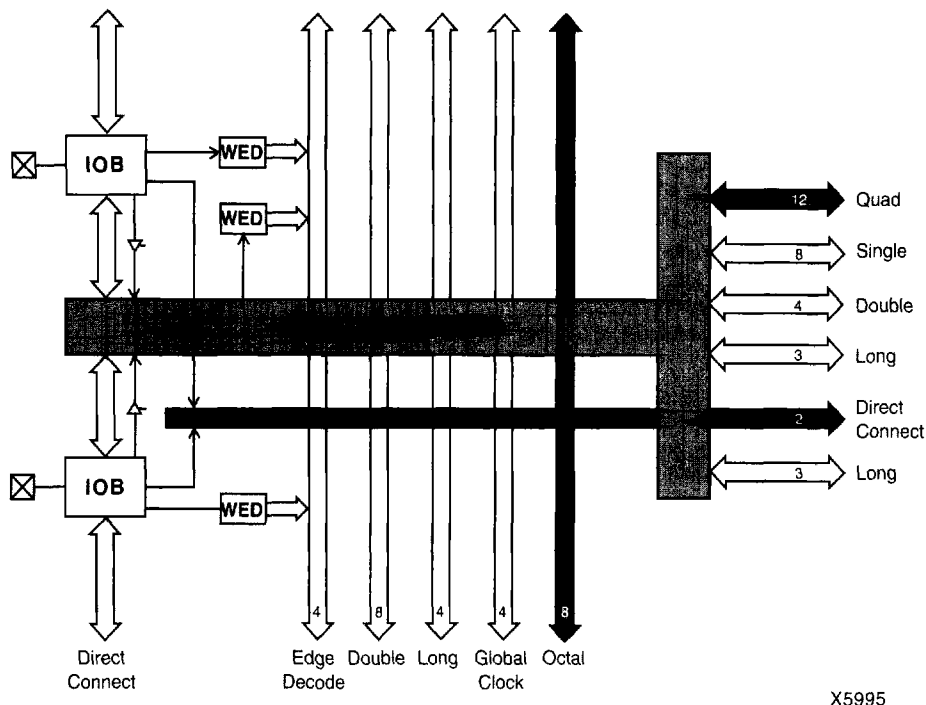 IOB
WED
WED
12
Quad
8
Single
4
Double
3
Long
2
Direct
Connect
3
Long
IOB
WED
4
8
4
4
8
Direct
Connect
Edge
Decode
Double
Long
Global
Clock
Octal
X5995